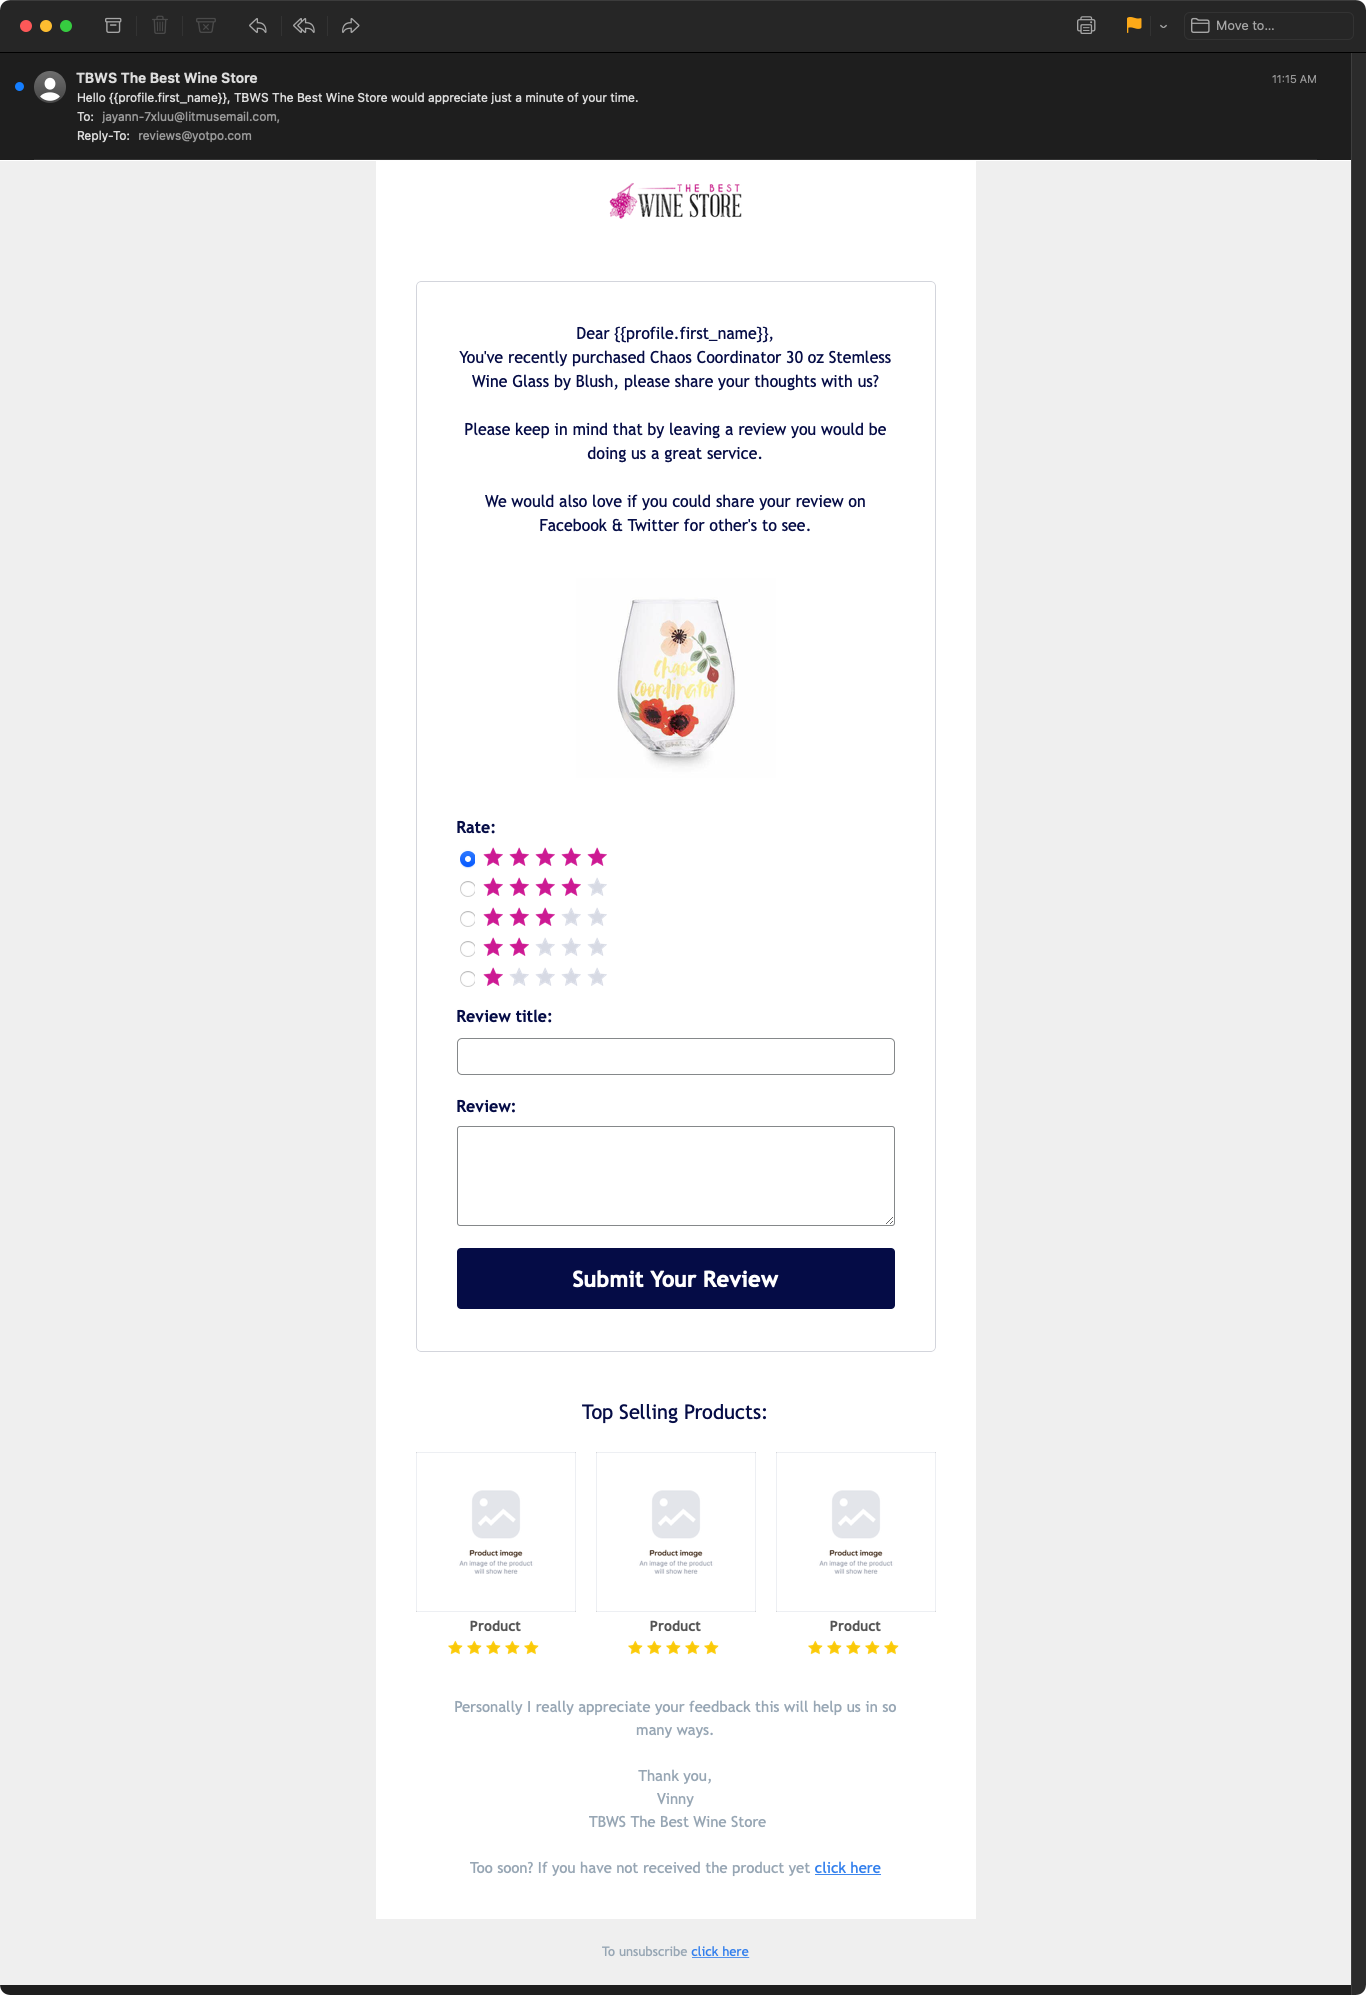 Move to...
TBWS The Best Wine Store
11:15 AM
Hello {{profile.first_name}}, TBWS The Best Wine Store would appreciate just a minute of your time.
To: jayann-7xluu@litmusemail.com,
Reply-To: reviews@yotpo.com
THE BEST
WINE STORE
Dear {{profile.first_name}},
You've recently purchased Chaos Coordinator 30 oz Stemless
Wine Glass by Blush, please share your thoughts with us?
Please keep in mind that by leaving a review you would be
doing us a great service.
We would also love if you could share your review on
Facebook & Twitter for other's to see.
chaos
coordinator
Rate:
Review title:
Review:
Submit Your Review
Top Selling Products:
Product image Product image Product image
An image of the product An image of the product An image of the product
will show here will show here will show here
Product Product Product
Personally I really appreciate your feedback this will help us in so
many ways.
Thank you,
Vinny
TBWS The Best Wine Store
Too soon? If you have not received the product yet click here
To unsubscribe click here